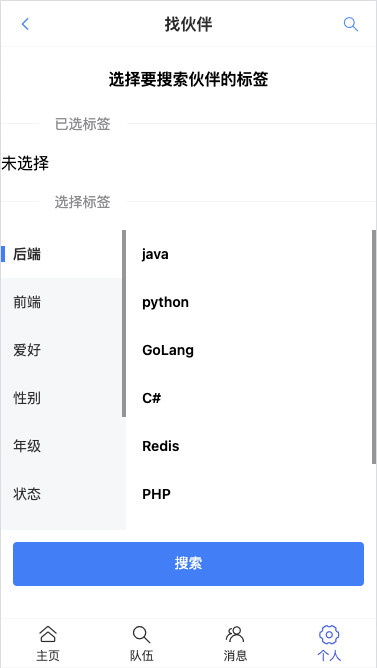 找伙伴
选择要搜索伙伴的标签
已选标签
未选择
选择标签
后端
java
前端
python
爱好
GoLang
性别
C#
年级
Redis
状态
PHP
搜索
主页
队伍
消息
个人